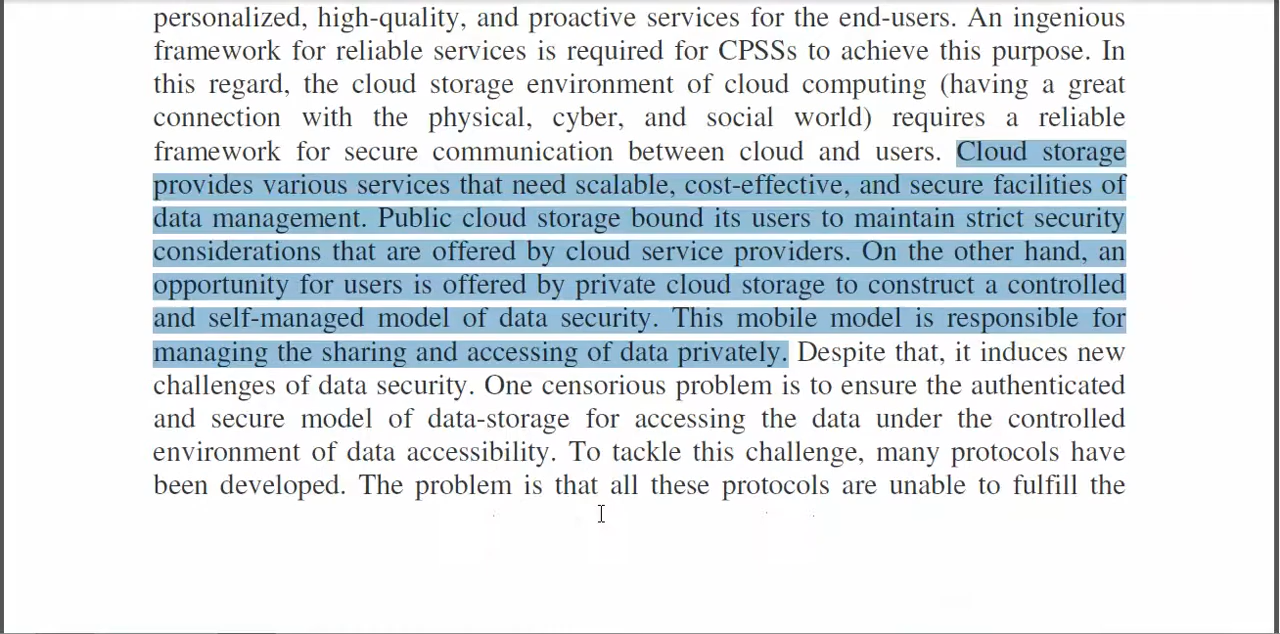 personalized, high-quality, and proactive services for the end-users. An ingenious
framework for reliable services is required for CPSSs to achieve this purpose. In
this regard, the cloud storage environment of cloud computing (having a great
connection with the physical, cyber, and social world) requires a reliable
framework for secure communication between cloud and users. Cloud storage
provides various services that need scalable, cost-effective, and secure facilities of
data management. Public cloud storage bound its users to maintain strict security
considerations that are offered by cloud service providers. On the other hand, an
opportunity for users is offered by private cloud storage to construct a controlled
and self-managed model of data security. This mobile model is responsible for
managing the sharing and accessing of data privately. Despite that, it induces new
challenges of data security. One censorious problem is to ensure the authenticated
and secure model of data-storage for accessing the data under the controlled
environment of data accessibility. To tackle this challenge, many protocols have
been developed. The problem is that all these protocols are unable to fulfill the